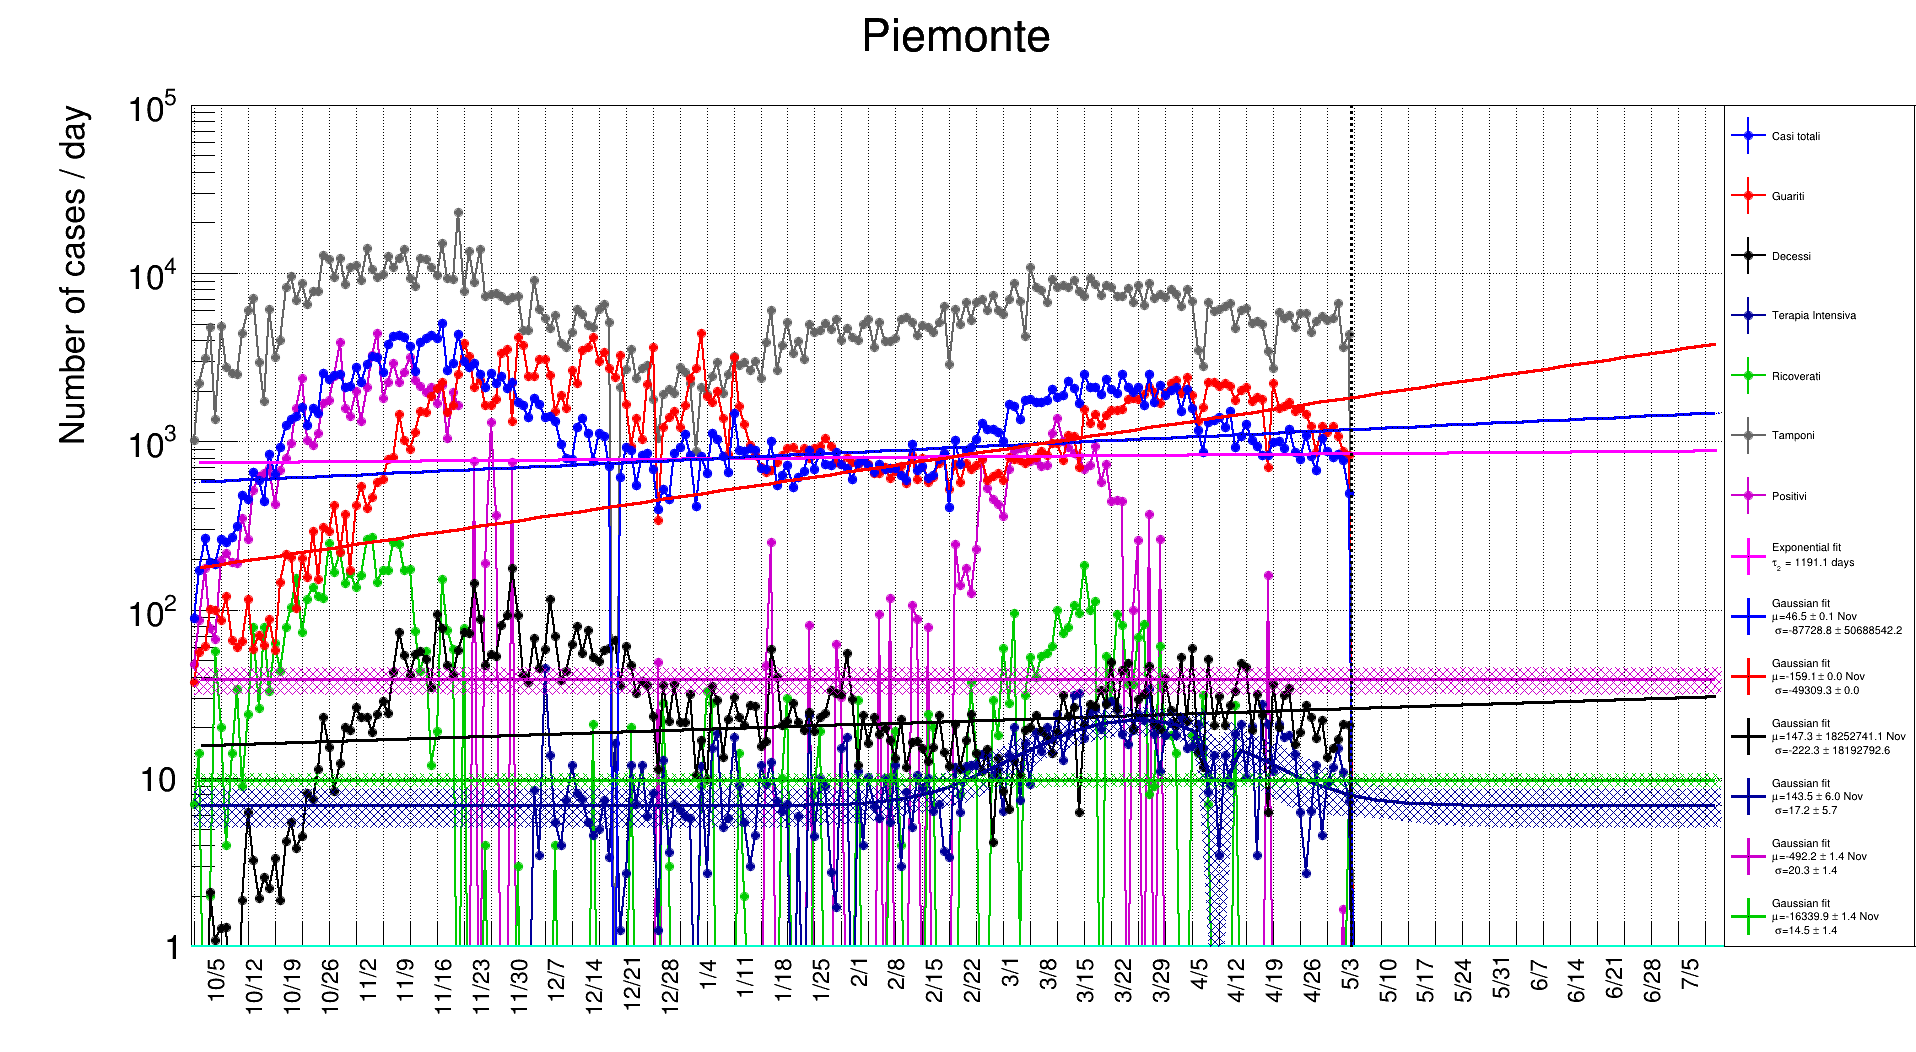 Piemonte
Number of cases / day
10^5
10^4
10^3
10^2
10
1
10/5 10/12 10/19 10/26 11/2 11/9 11/16 11/23 11/30 12/7 12/14 12/21 12/28 1/4 1/11 1/18 1/25 2/1 2/8 2/15 2/22 3/1 3/8 3/15 3/22 3/29 4/5 4/12 4/19 4/26 5/3 5/10 5/17 5/24 5/31 6/7 6/14 6/21 6/28 7/5
Casi totali
Guariti
Decessi
Terapia Intensiva
Ricoverati
Tamponi
Positivi
Exponential fit
τ_2 = 1191.1 days
Gaussian fit
μ=46.5 ± 0.1 Nov
σ=-87728.8 ± 50688542.2
Gaussian fit
μ=-159.1 ± 0.0 Nov
σ=-49309.3 ± 0.0
Gaussian fit
μ=147.3 ± 18252741.1 Nov
σ=-222.3 ± 18192792.6
Gaussian fit
μ=143.5 ± 6.0 Nov
σ=17.2 ± 5.7
Gaussian fit
μ=-492.2 ± 1.4 Nov
σ=20.3 ± 1.4
Gaussian fit
μ=-16339.9 ± 1.4 Nov
σ=14.5 ± 1.4